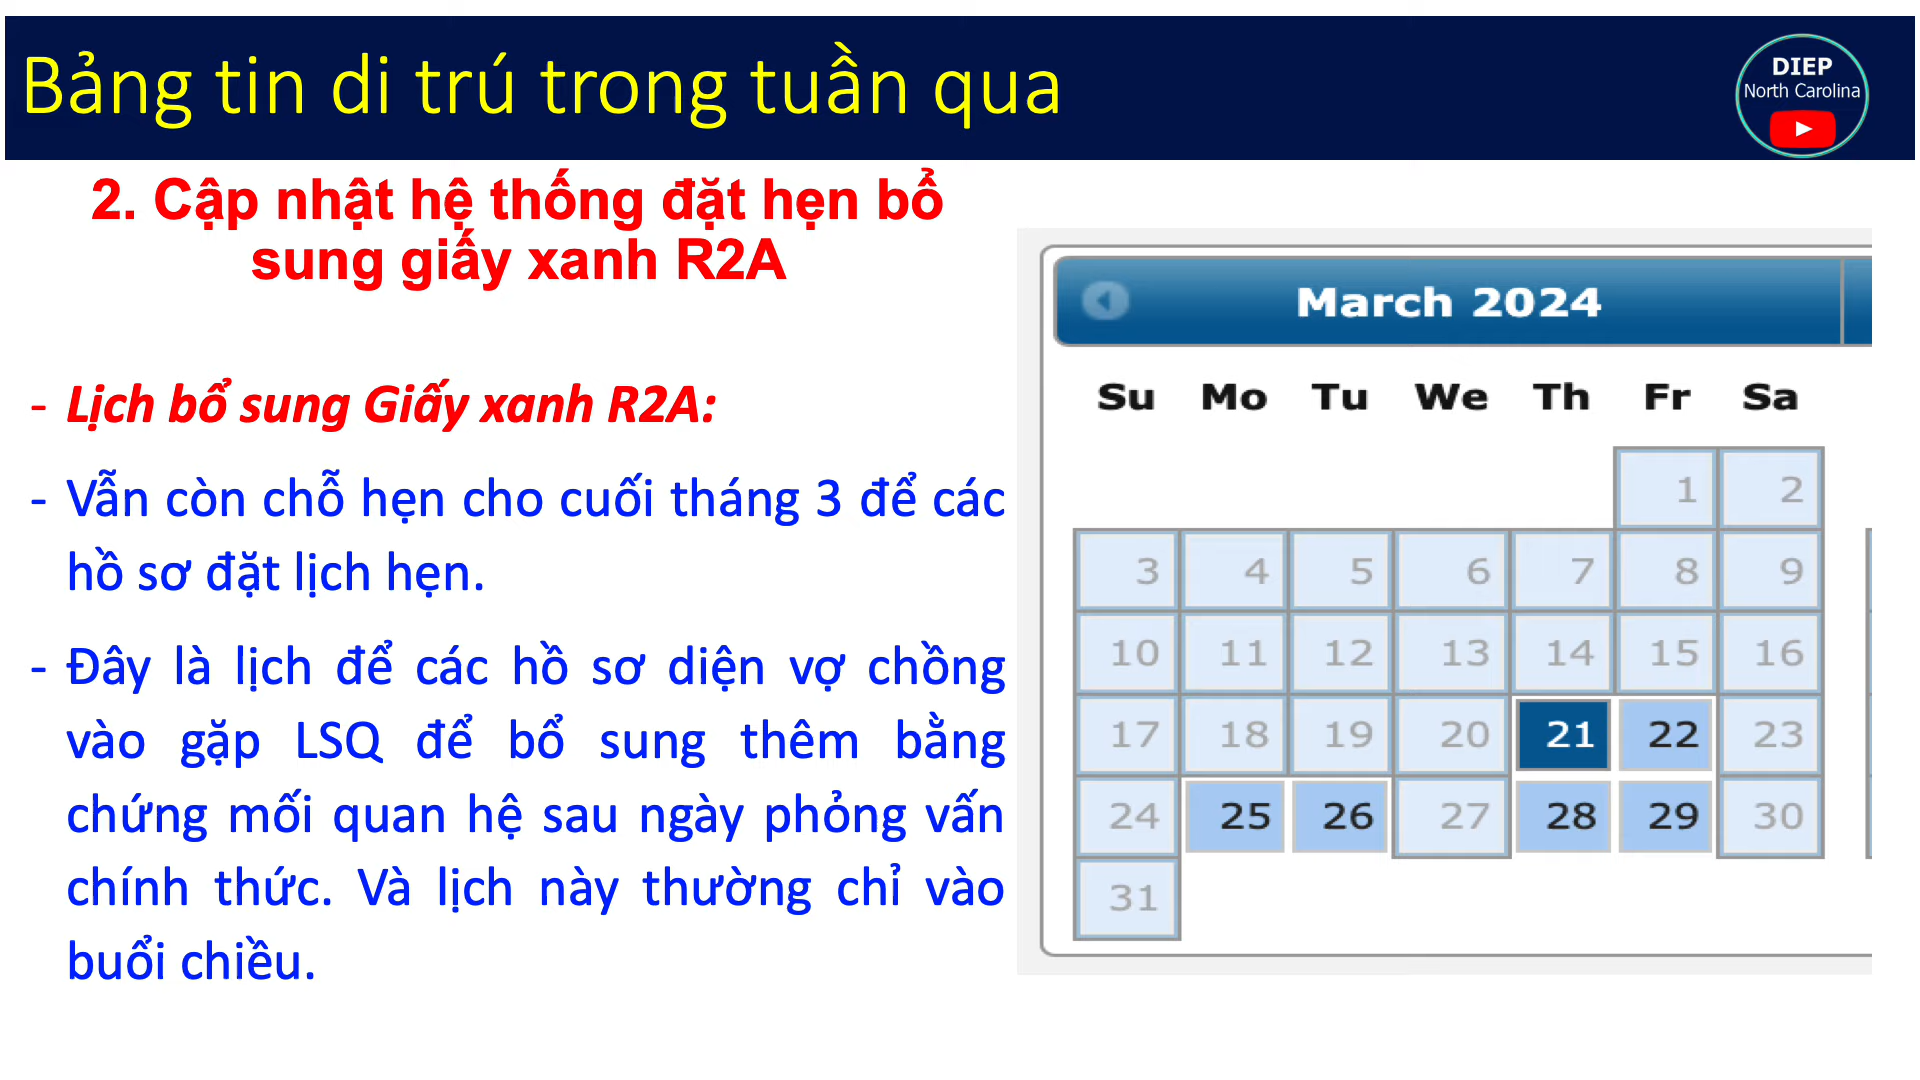 Bảng tin di trú trong tuần qua
DIEP
North Carolina
2. Cập nhật hệ thống đặt hẹn bổ
sung giấy xanh R2A
- Lịch bổ sung Giấy xanh R2A:
- Vẫn còn chỗ hẹn cho cuối tháng 3 để các
hồ sơ đặt lịch hẹn.
- Đây là lịch để các hồ sơ diện vợ chồng
vào gặp LSQ để bổ sung thêm bằng
chứng mối quan hệ sau ngày phỏng vấn
chính thức. Và lịch này thường chỉ vào
buổi chiều.
March 2024
Su Mo Tu We Th Fr Sa
1 2
3 4 5 6 7 8 9
10 11 12 13 14 15 16
17 18 19 20 21 22 23
24 25 26 27 28 29 30
31